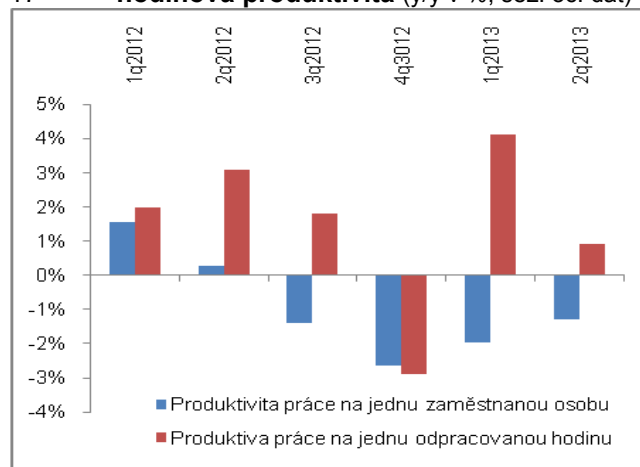 hodinová produktivita (y/y v %, sez. oč. dat)
1q2012 2q2012 3q2012 4q3012 1q2013 2q2013
5%
4%
3%
2%
1%
0%
-1%
-2%
-3%
-4%
Produktivita práce na jednu zaměstnanou osobu
Produktiva práce na jednu odpracovanou hodinu